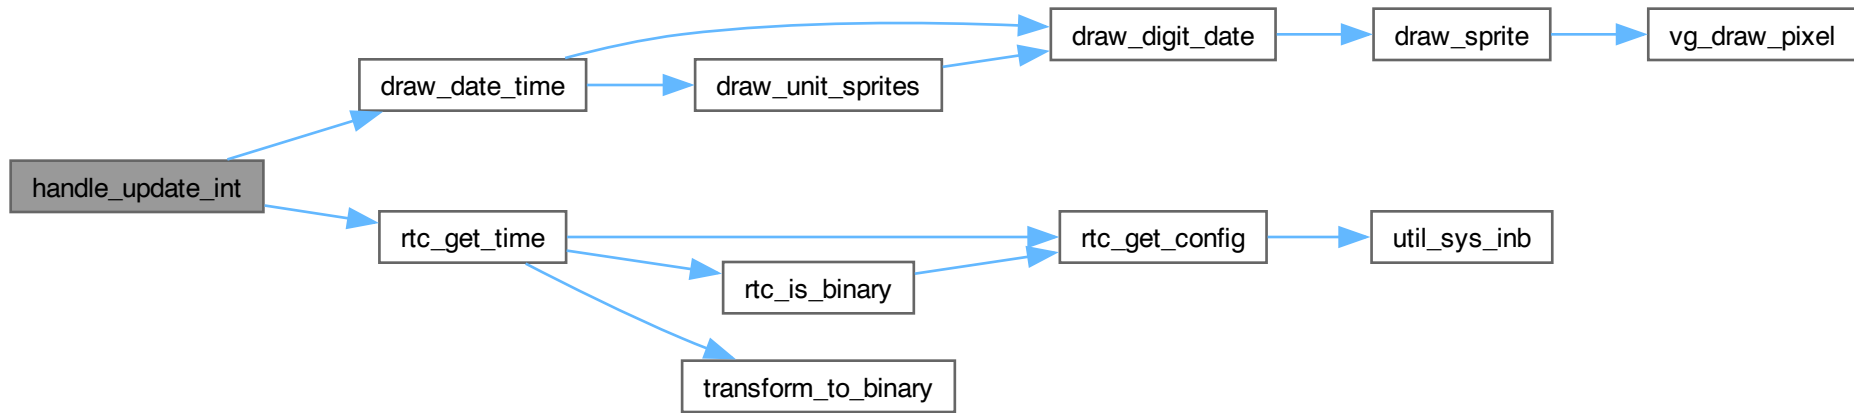 handle_update_int
draw_date_time
draw_unit_sprites
draw_digit_date
draw_sprite
vg_draw_pixel
rtc_get_time
rtc_is_binary
rtc_get_config
util_sys_inb
transform_to_binary